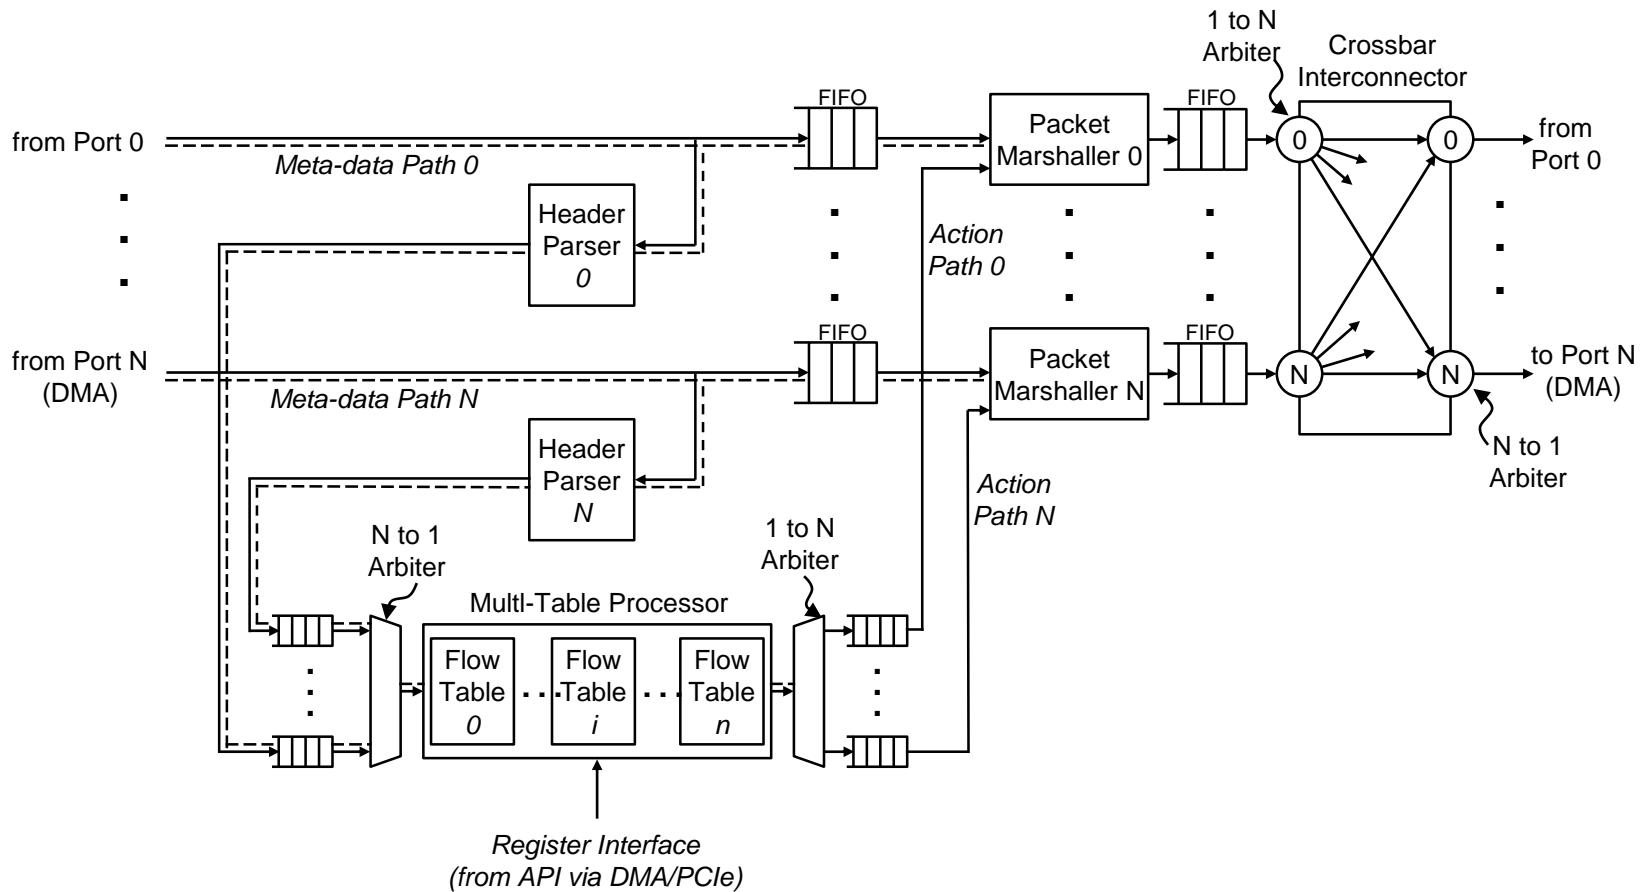 1 to N
Arbiter
Crossbar
Interconnector
FIFO
FIFO
from Port 0
Meta-data Path 0
Packet
Marshaller 0
0
0
from
Port 0
Header
Parser
0
Action
Path 0
from Port N
(DMA)
Meta-data Path N
FIFO
Packet
Marshaller N
FIFO
N
N
to Port N
(DMA)
Header
Parser
N
Action
Path N
N to 1
Arbiter
N to 1
Arbiter
1 to N
Arbiter
Multl-Table Processor
Flow
Table
0
Flow
Table
i
Flow
Table
n
Register Interface
(from API via DMA/PCIe)